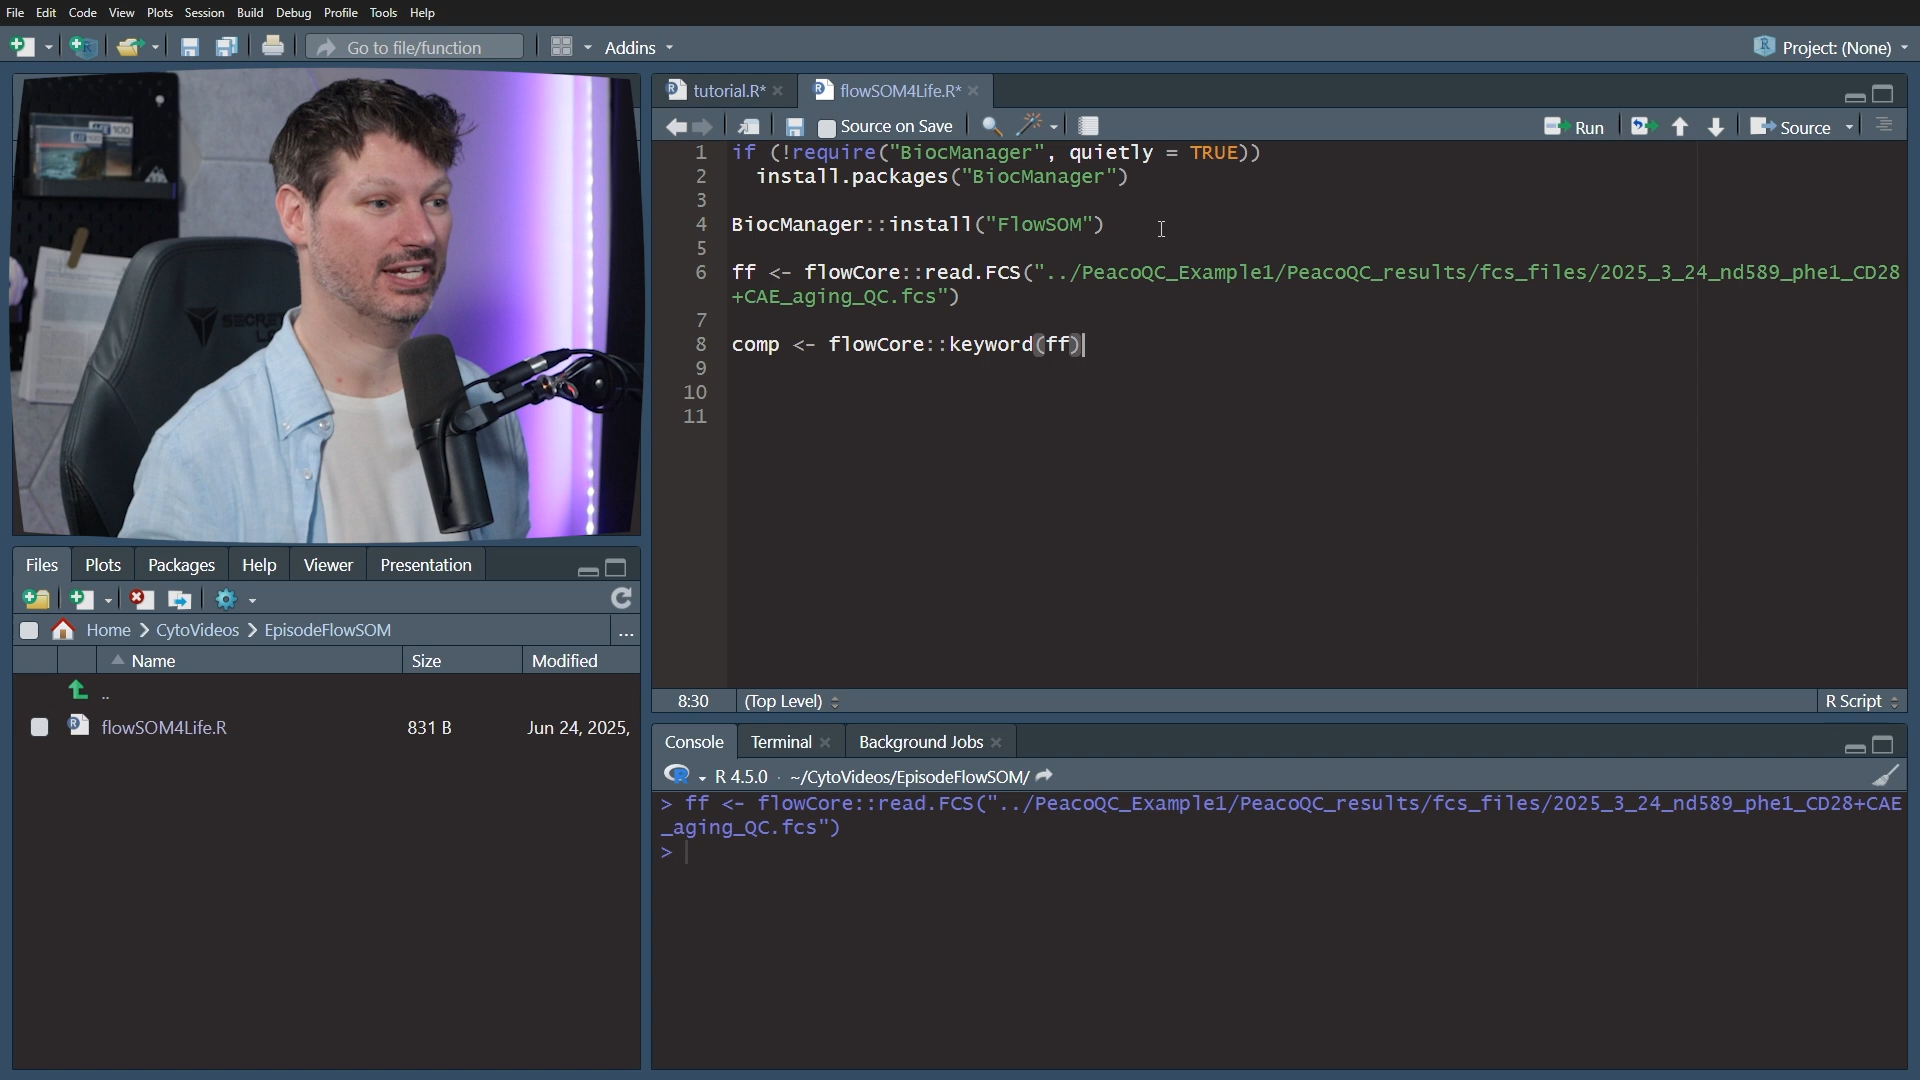 File Edit Code View Plots Session Build Debug Profile Tools Help
Go to file/function Addins Project: (None)
tutorial.R* flowSOM4Life.R*
Source on Save Run Source
1 if (!require("BiocManager", quietly = TRUE))
2 install.packages("BiocManager")
3
4 BiocManager::install("FlowSOM")
5
6 ff <- flowCore::read.FCS("../PeacoQC_Example1/PeacoQC_results/fcs_files/2025_3_24_nd589_phe1_CD28
+CAE_aging_QC.fcs")
7
8 comp <- flowCore::keyword(ff)
9
10
11
8:30 (Top Level) R Script
Files Plots Packages Help Viewer Presentation
Home CytoVideos EpisodeFlowSOM ...
Name Size Modified
..
flowSOM4Life.R 831 B Jun 24, 2025,
Console Terminal Background Jobs
R 4.5.0 · ~/CytoVideos/EpisodeFlowSOM/
> ff <- flowCore::read.FCS("../PeacoQC_Example1/PeacoQC_results/fcs_files/2025_3_24_nd589_phe1_CD28+CAE
_aging_QC.fcs")
>